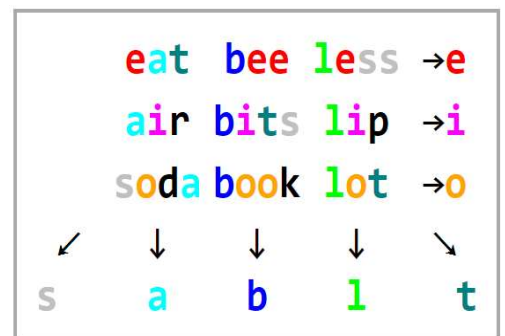 eat bee less →e
air bits lip →i
soda book lot →o
↙ ↓ ↓ ↓ ↘
s a b l t